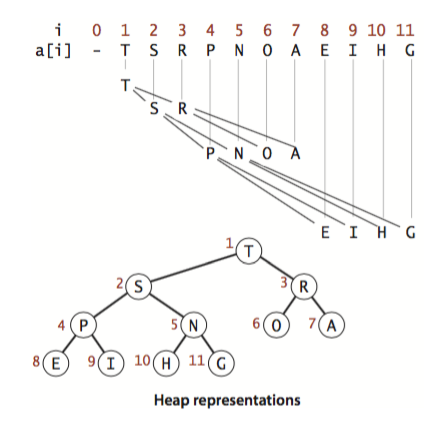 i 0 1 2 3 4 5 6 7 8 9 10 11
a[i] - T S R P N O A E I H G
T
S R
P N O A
E I H G
1 T
2 S 3 R
4 P 5 N 6 O 7 A
8 E 9 I 10 H 11 G
Heap representations